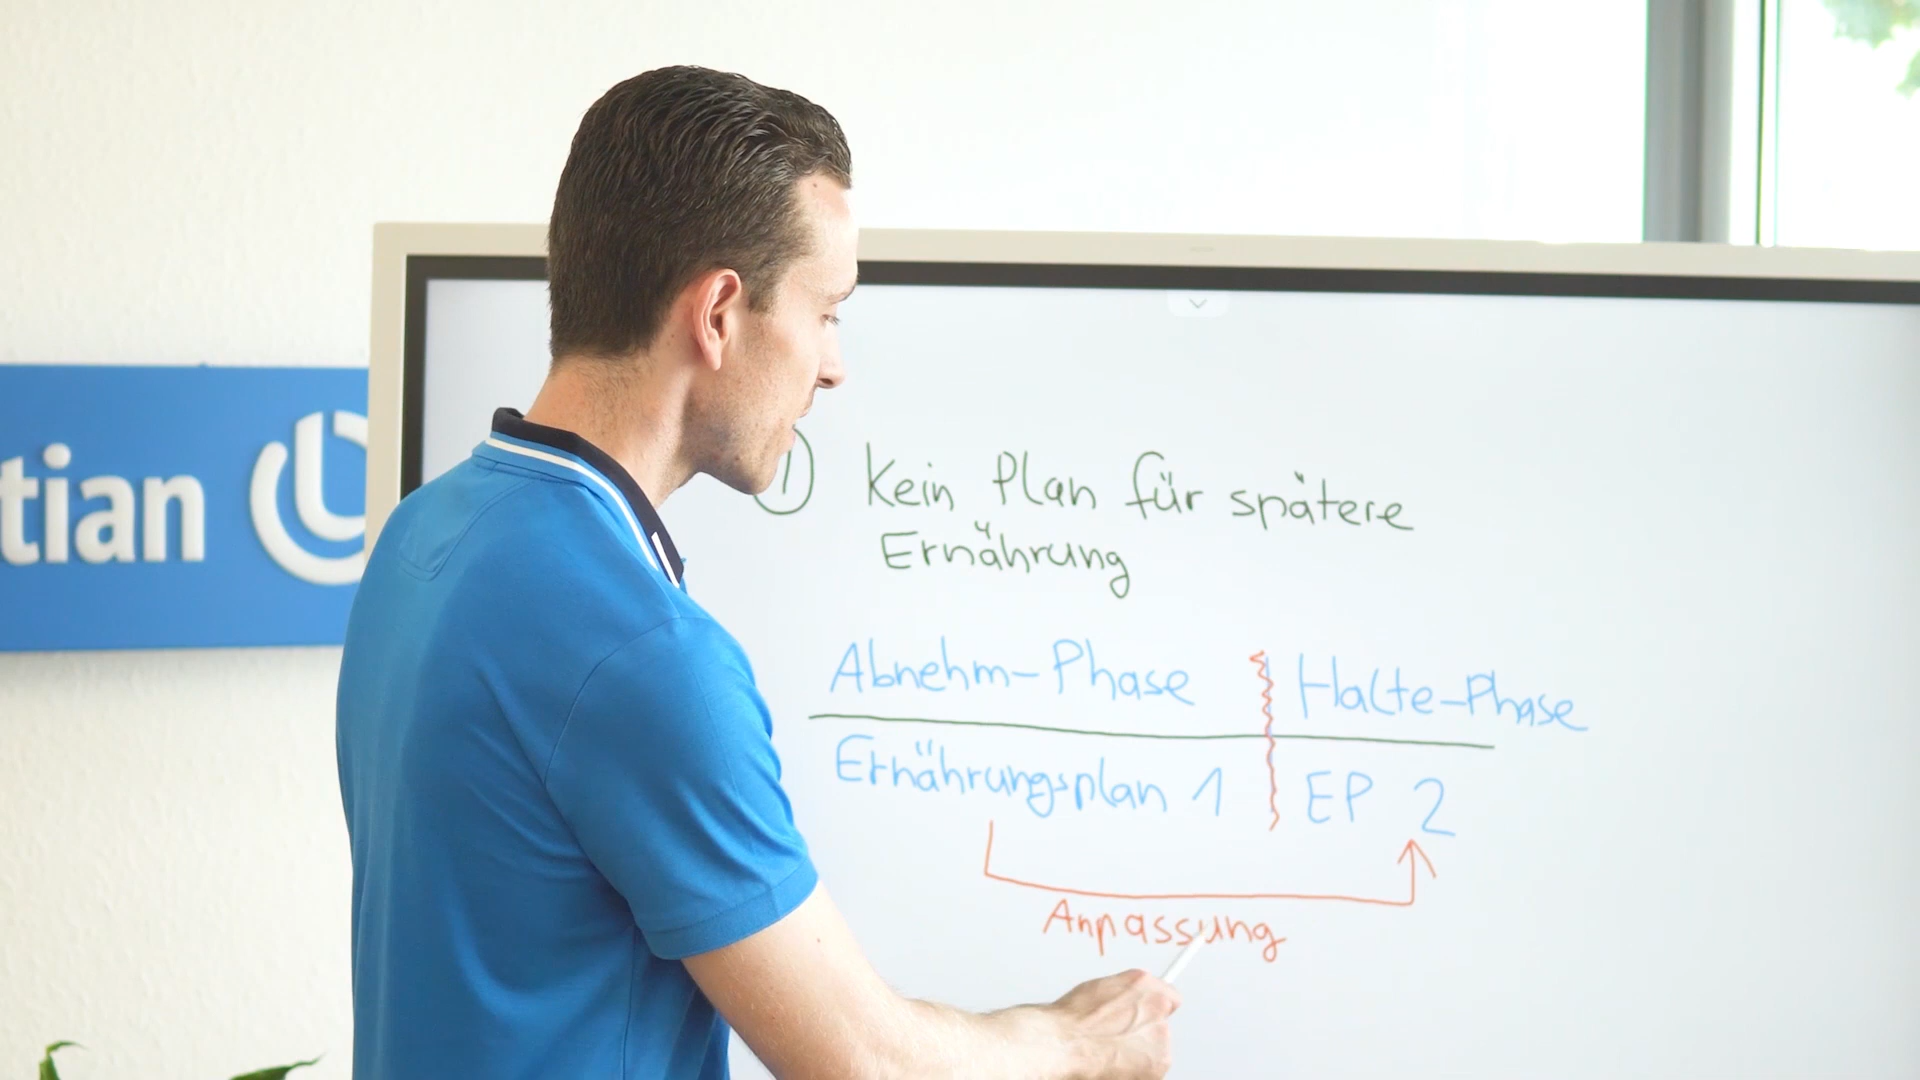 tian
① Kein Plan für spätere
Ernährung
Abnehm-Phase Halte-Phase
Ernährungsplan 1 EP 2
Anpassung